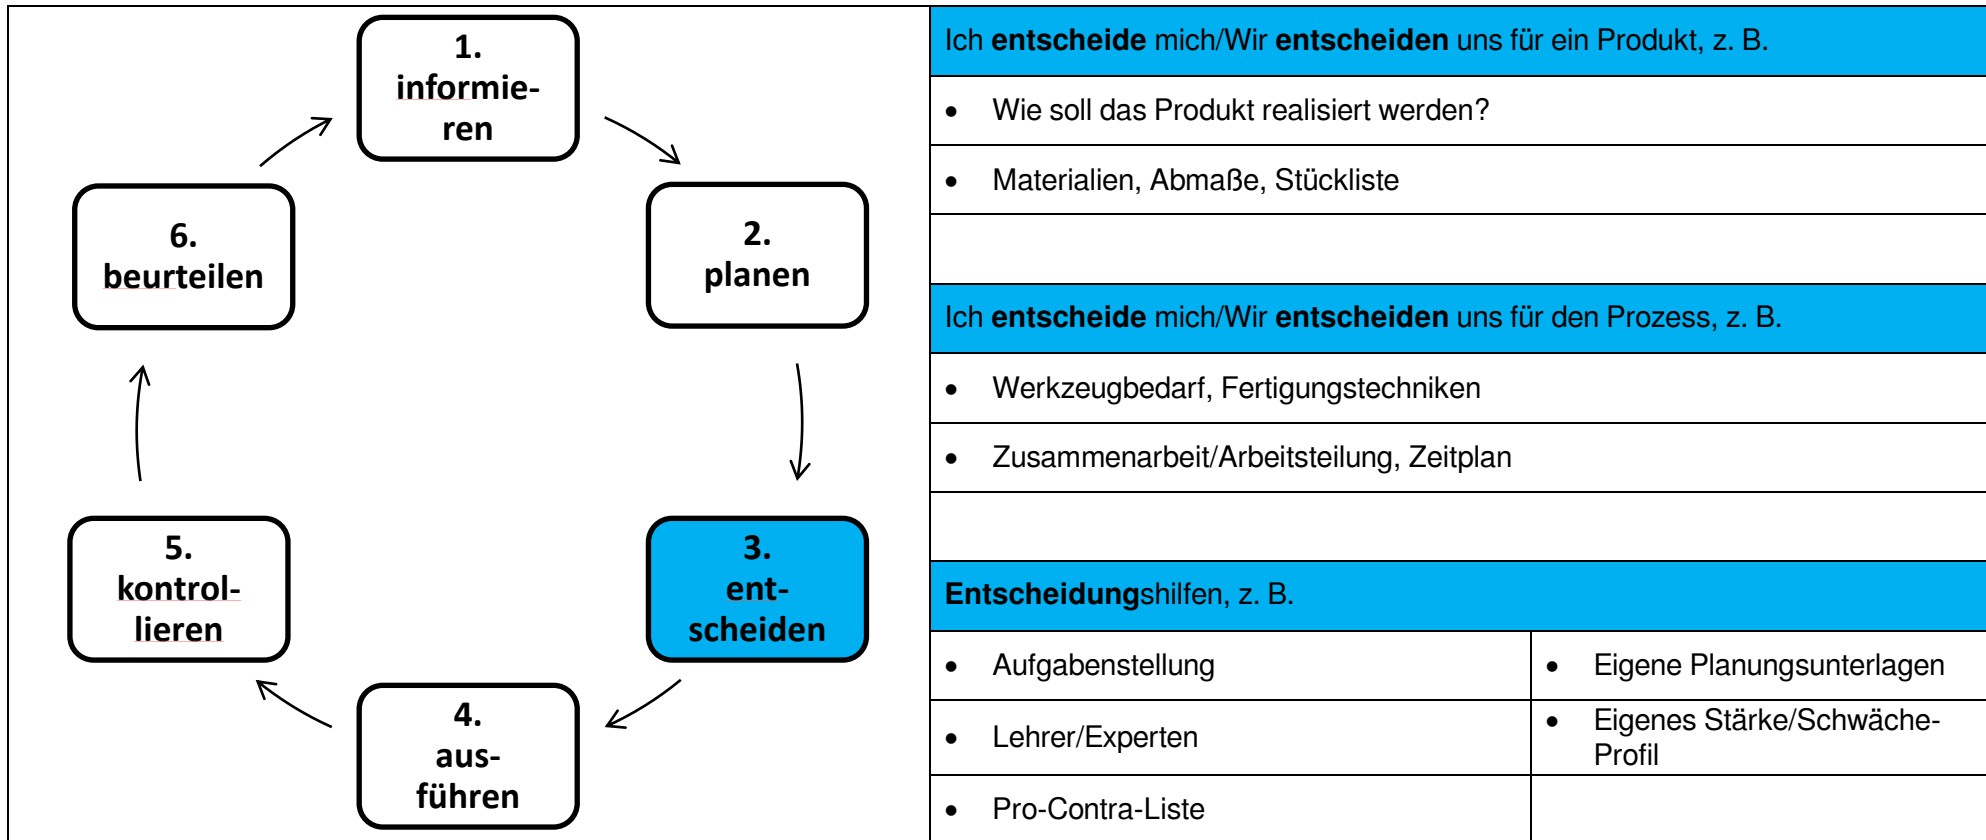 1.
informie-
ren
2.
planen
3.
ent-
scheiden
4.
aus-
führen
5.
kontrol-
lieren
6.
beurteilen
Ich entscheide mich/Wir entscheiden uns für ein Produkt, z. B.
• Wie soll das Produkt realisiert werden?
• Materialien, Abmaße, Stückliste
Ich entscheide mich/Wir entscheiden uns für den Prozess, z. B.
• Werkzeugbedarf, Fertigungstechniken
• Zusammenarbeit/Arbeitsteilung, Zeitplan
Entscheidungshilfen, z. B.
• Aufgabenstellung
• Eigene Planungsunterlagen
• Lehrer/Experten
• Eigenes Stärke/Schwäche-
Profil
• Pro-Contra-Liste